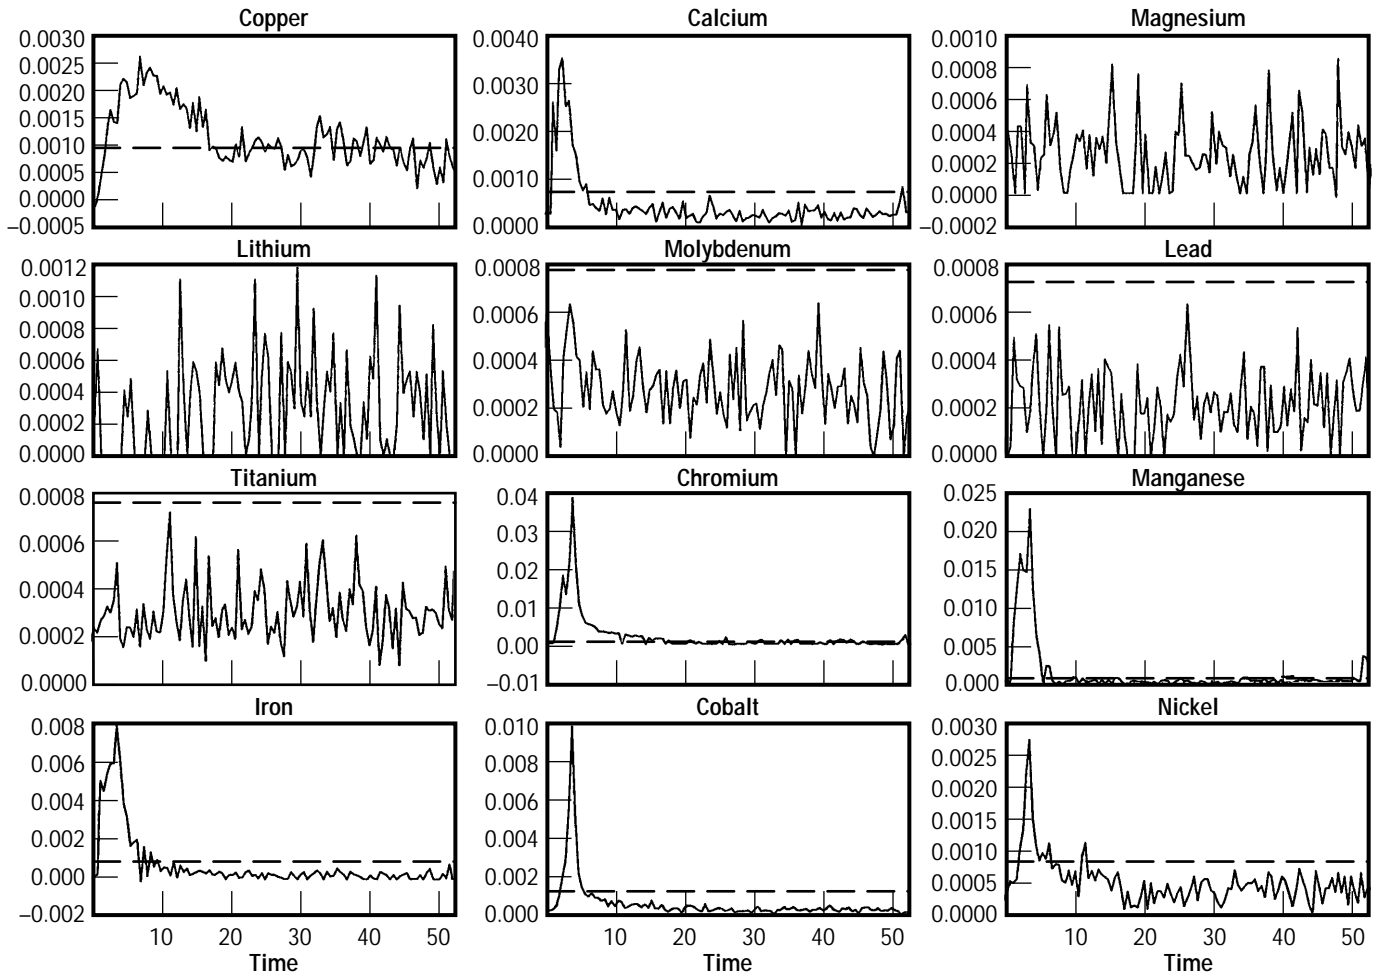 Copper Calcium Magnesium
0.0030 0.0040 0.0010
0.0025 0.0008
0.0020 0.0030 0.0006
0.0015 0.0004
0.0010 0.0020 0.0002
0.0005 0.0010 0.0000
0.0000
−0.0005 0.0000 −0.0002
Lithium Molybdenum Lead
0.0012 0.0008 0.0008
0.0010
0.0008 0.0006 0.0006
0.0006 0.0004 0.0004
0.0004
0.0002 0.0002 0.0002
0.0000 0.0000 0.0000
Titanium Chromium Manganese
0.0008 0.04 0.025
0.0006 0.03 0.020
0.0004 0.02 0.015
0.01 0.010
0.0002 0.00 0.005
0.0000 −0.01 0.000
Iron Cobalt Nickel
0.008 0.010 0.0030
0.006 0.008 0.0025
0.004 0.006 0.0020
0.0015
0.002 0.004 0.0010
0.000 0.002 0.0005
−0.002 0.000 0.0000
10 20 30 40 50 10 20 30 40 50 10 20 30 40 50
Time Time Time